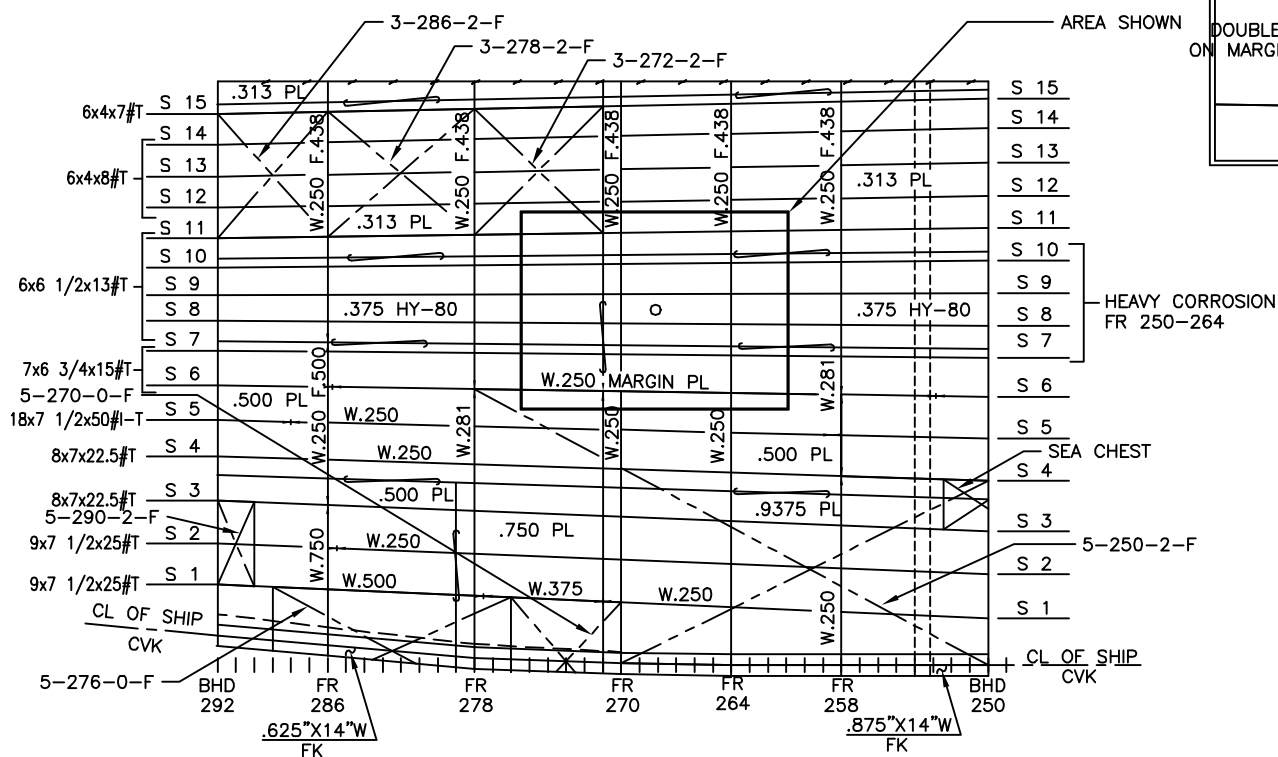 3-286-2-F
AREA SHOWN
DOUBLE
ON MARGI
3-278-2-F
3-272-2-F
6x4x7#T
S 15
.313 PL
S 15
S 14
W.250 F.438
W.250 F.438
W.250 F.438
W.250 F.438
W.250 F.438
S 14
6x4x8#T
S 13
S 13
.313 PL
S 12
S 12
S 11
.313 PL
S 11
S 10
S 10
6x6 1/2x13#T
S 9
S 9
S 8
.375 HY-80
.375 HY-80
S 8
HEAVY CORROSION
FR 250-264
S 7
S 7
7x6 3/4x15#T
S 6
W.250 F.500
W.250 MARGIN PL
W.281
S 6
5-270-0-F
.500 PL
18x7 1/2x50#I-T
S 5
W.250
W.281
W.250
W.250
S 5
8x7x22.5#T
S 4
W.250
.500 PL
SEA CHEST
S 4
8x7x22.5#T
S 3
.500 PL
.9375 PL
S 3
5-290-2-F
9x7 1/2x25#T
S 2
W.750
W.250
.750 PL
5-250-2-F
S 2
9x7 1/2x25#T
S 1
W.500
W.375
W.250
W.250
S 1
CL OF SHIP
CVK
CL OF SHIP
CVK
5-276-0-F
BHD
292
FR
286
FR
278
FR
270
FR
264
FR
258
BHD
250
.625"X14"W
FK
.875"X14"W
FK